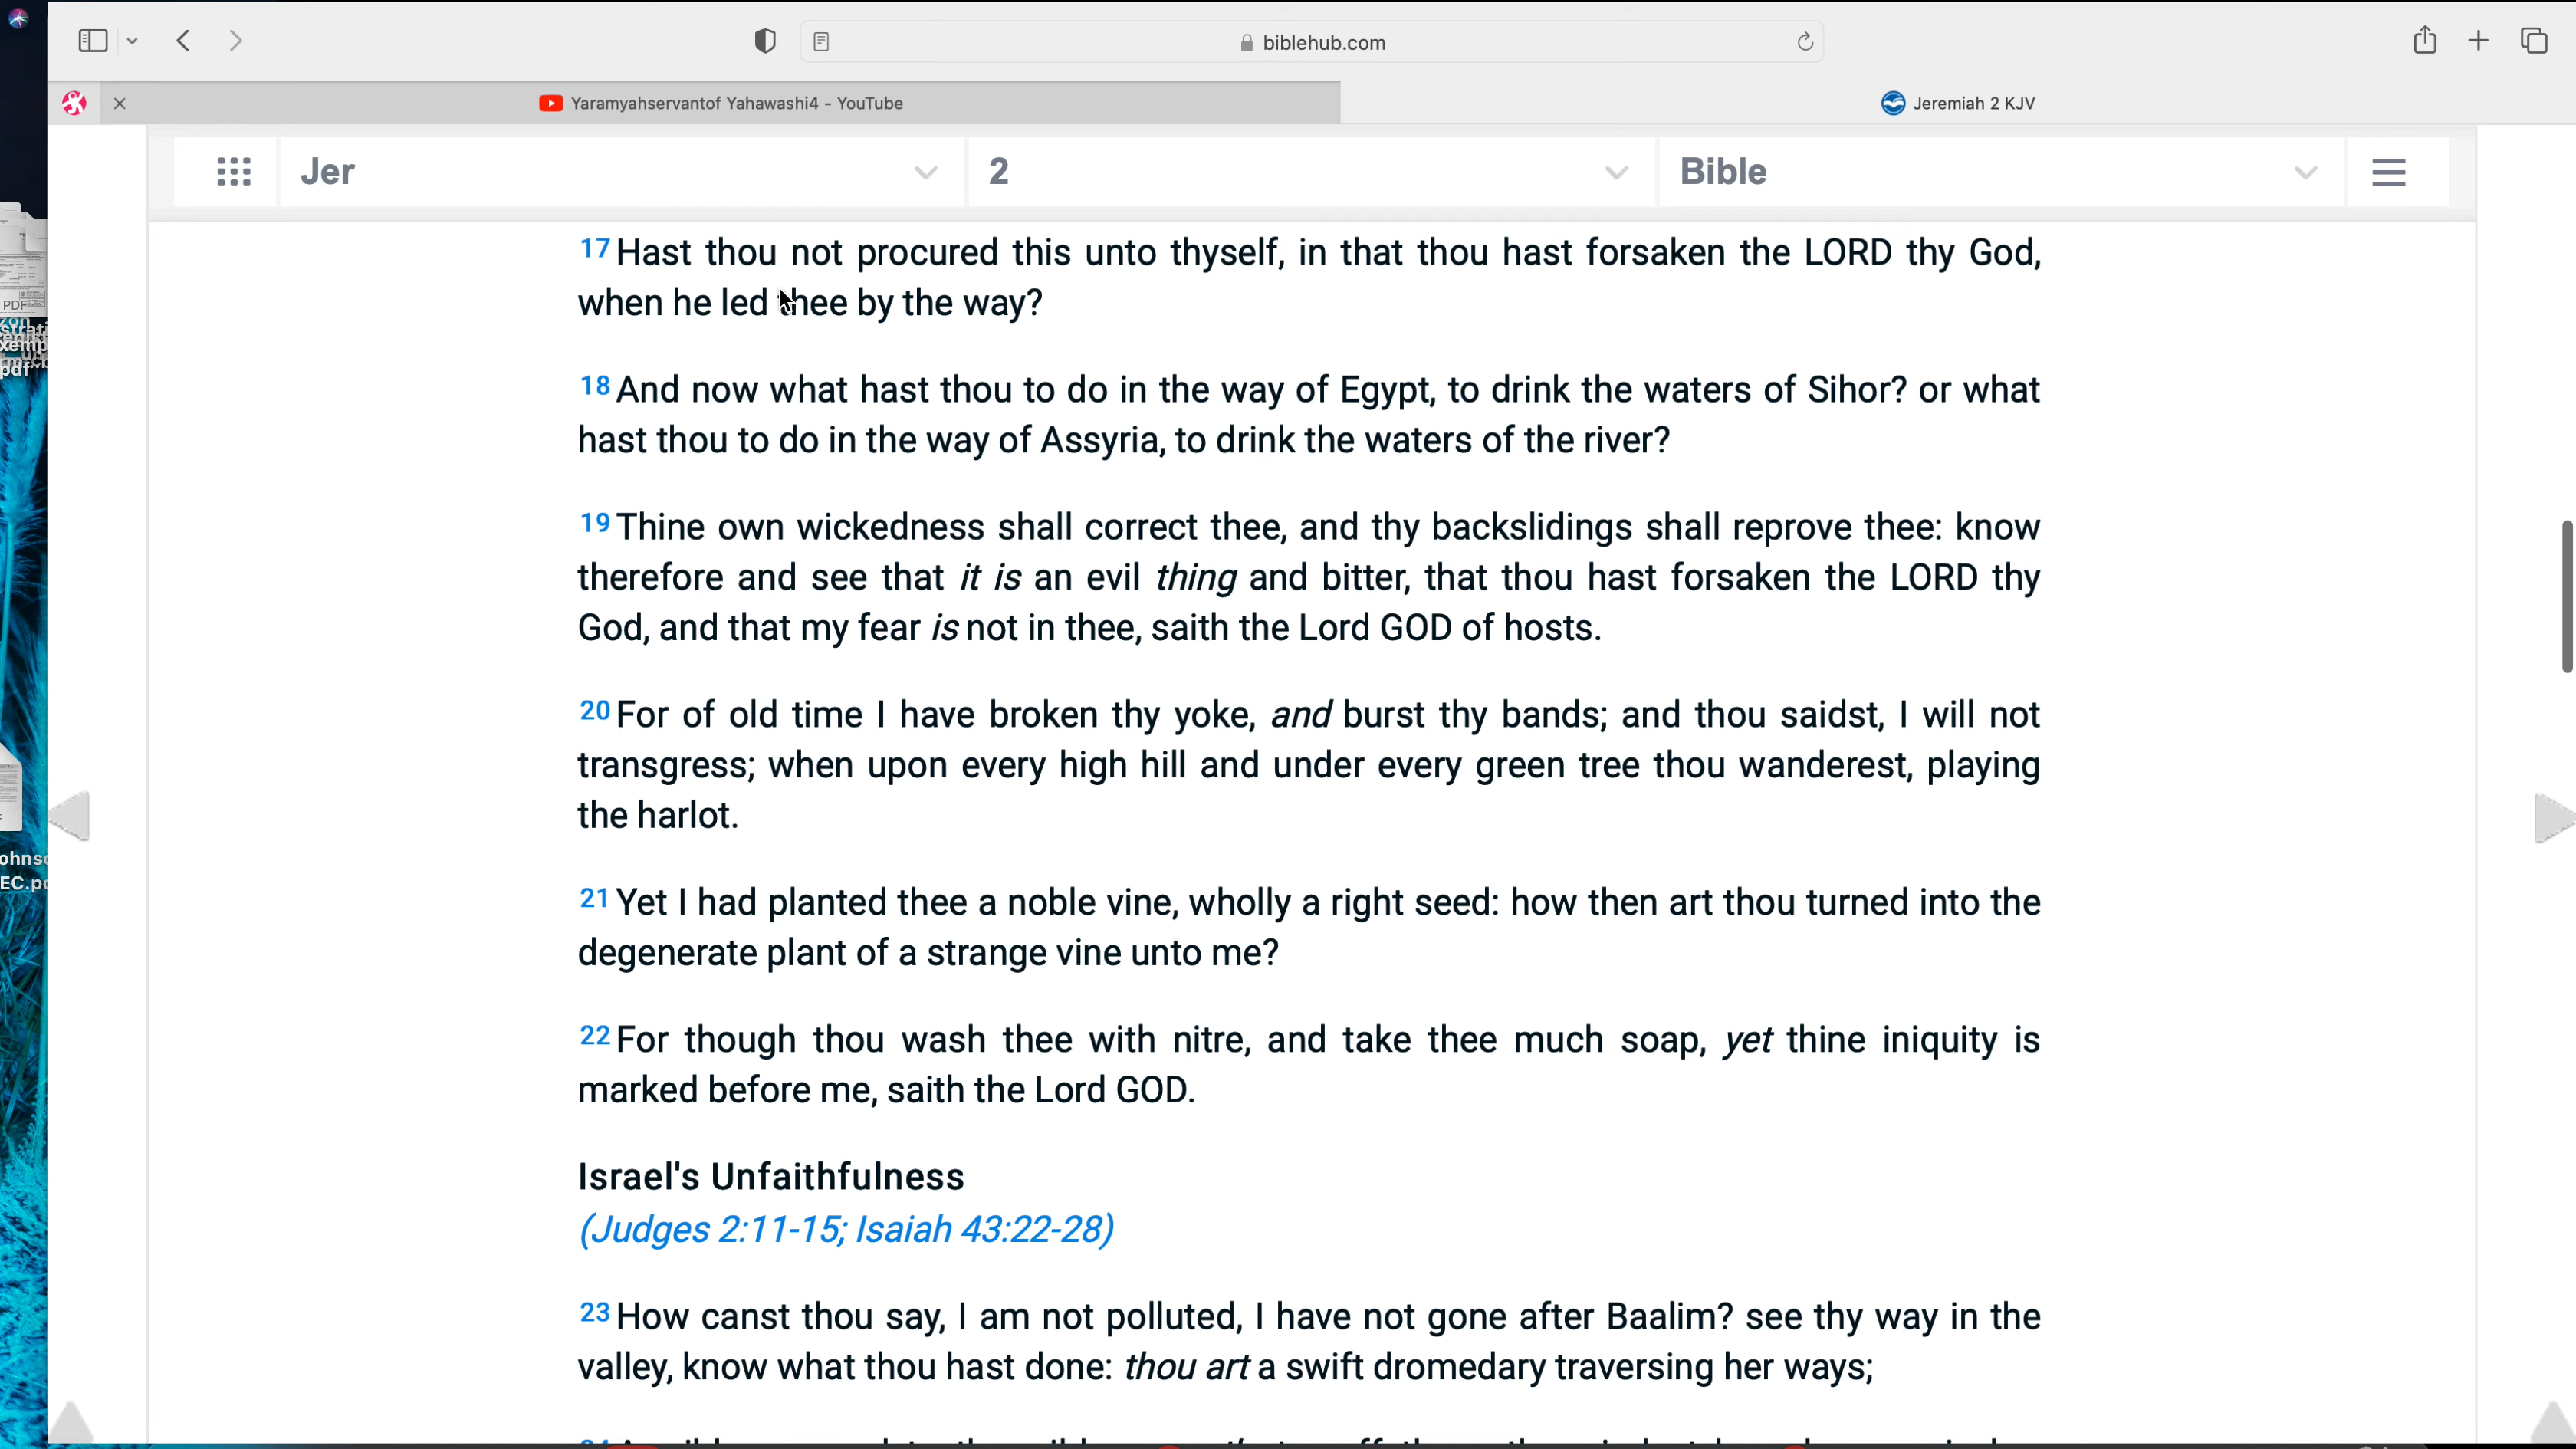 biblehub.com
Yaramyahservantof Yahawashi4 - YouTube
Jeremiah 2 KJV
Jer
2
Bible
17 Hast thou not procured this unto thyself, in that thou hast forsaken the LORD thy God,
when he led thee by the way?
18 And now what hast thou to do in the way of Egypt, to drink the waters of Sihor? or what
hast thou to do in the way of Assyria, to drink the waters of the river?
19 Thine own wickedness shall correct thee, and thy backslidings shall reprove thee: know
therefore and see that it is an evil thing and bitter, that thou hast forsaken the LORD thy
God, and that my fear is not in thee, saith the Lord GOD of hosts.
20 For of old time I have broken thy yoke, and burst thy bands; and thou saidst, I will not
transgress; when upon every high hill and under every green tree thou wanderest, playing
the harlot.
21 Yet I had planted thee a noble vine, wholly a right seed: how then art thou turned into the
degenerate plant of a strange vine unto me?
22 For though thou wash thee with nitre, and take thee much soap, yet thine iniquity is
marked before me, saith the Lord GOD.
Israel's Unfaithfulness
(Judges 2:11-15; Isaiah 43:22-28)
23 How canst thou say, I am not polluted, I have not gone after Baalim? see thy way in the
valley, know what thou hast done: thou art a swift dromedary traversing her ways;
PDF
pdf